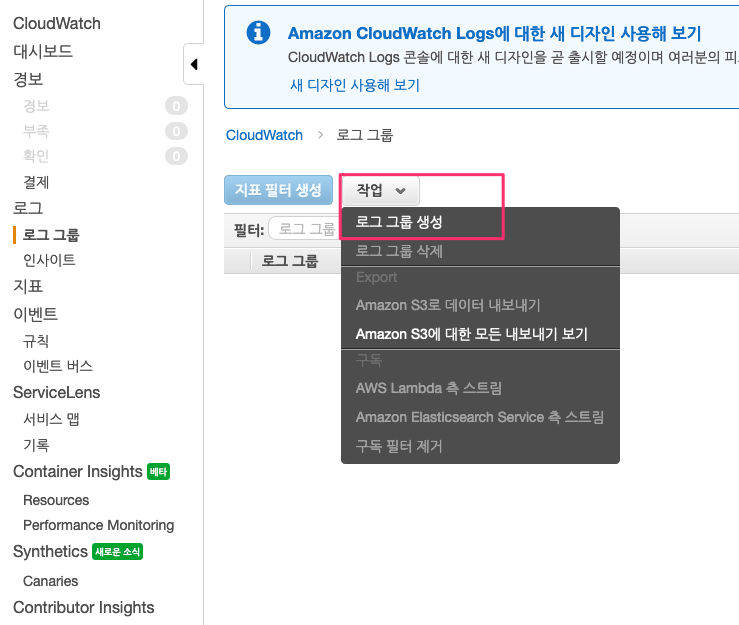 CloudWatch
대시보드
경보
경보 0
부족 0
확인 0
결제
로그
로그 그룹
인사이트
지표
이벤트
규칙
이벤트 버스
ServiceLens
서비스 맵
기록
Container Insights 베타
Resources
Performance Monitoring
Synthetics 새로운 소식
Canaries
Contributor Insights
Amazon CloudWatch Logs에 대한 새 디자인 사용해 보기
CloudWatch Logs 콘솔에 대한 새 디자인을 곧 출시할 예정이며 여러분의 피
새 디자인 사용해 보기
CloudWatch > 로그 그룹
지표 필터 생성 작업
필터: 로그 그룹
로그 그룹
로그 그룹 생성
로그 그룹 삭제
Export
Amazon S3로 데이터 내보내기
Amazon S3에 대한 모든 내보내기 보기
구독
AWS Lambda 측 스트림
Amazon Elasticsearch Service 측 스트림
구독 필터 제거